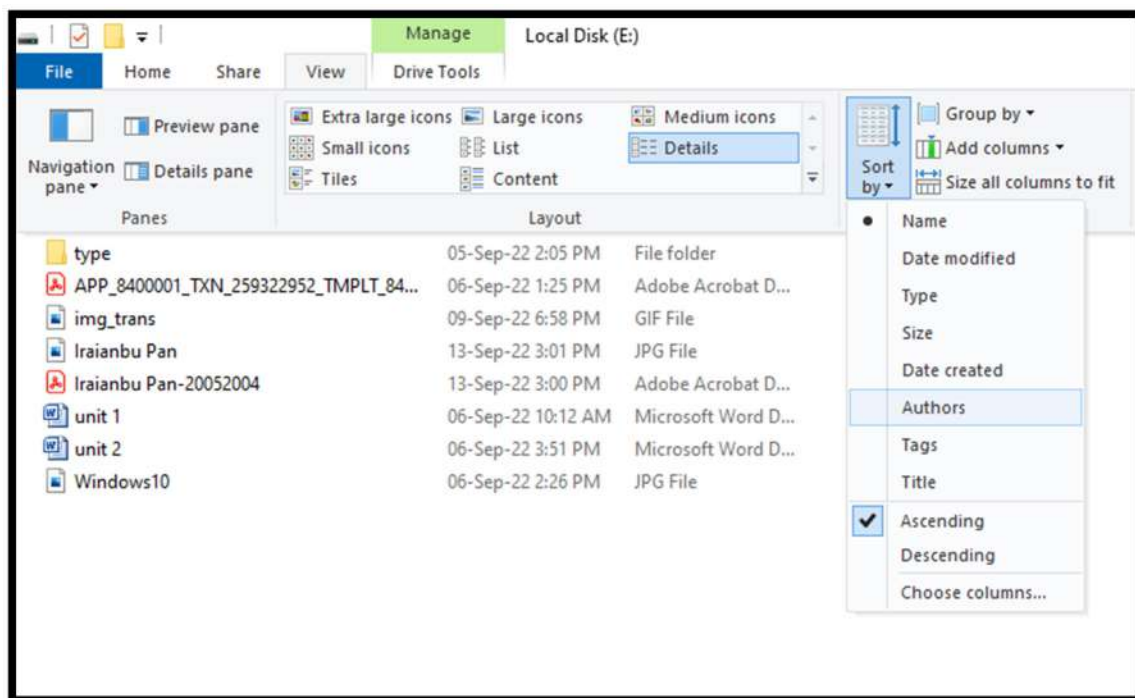 Manage Local Disk (E:)
File Home Share View Drive Tools
Navigation pane
Preview pane
Details pane
Panes
Extra large icons Large icons Medium icons
Small icons List Details
Tiles Content
Layout
Sort by
Group by
Add columns
Size all columns to fit
type 05-Sep-22 2:05 PM File folder
APP_8400001_TXN_259322952_TMPLT_84... 06-Sep-22 1:25 PM Adobe Acrobat D...
img_trans 09-Sep-22 6:58 PM GIF File
Iraianbu Pan 13-Sep-22 3:01 PM JPG File
Iraianbu Pan-20052004 13-Sep-22 3:00 PM Adobe Acrobat D...
unit 1 06-Sep-22 10:12 AM Microsoft Word D...
unit 2 06-Sep-22 3:51 PM Microsoft Word D...
Windows10 06-Sep-22 2:26 PM JPG File
Name
Date modified
Type
Size
Date created
Authors
Tags
Title
Ascending
Descending
Choose columns...